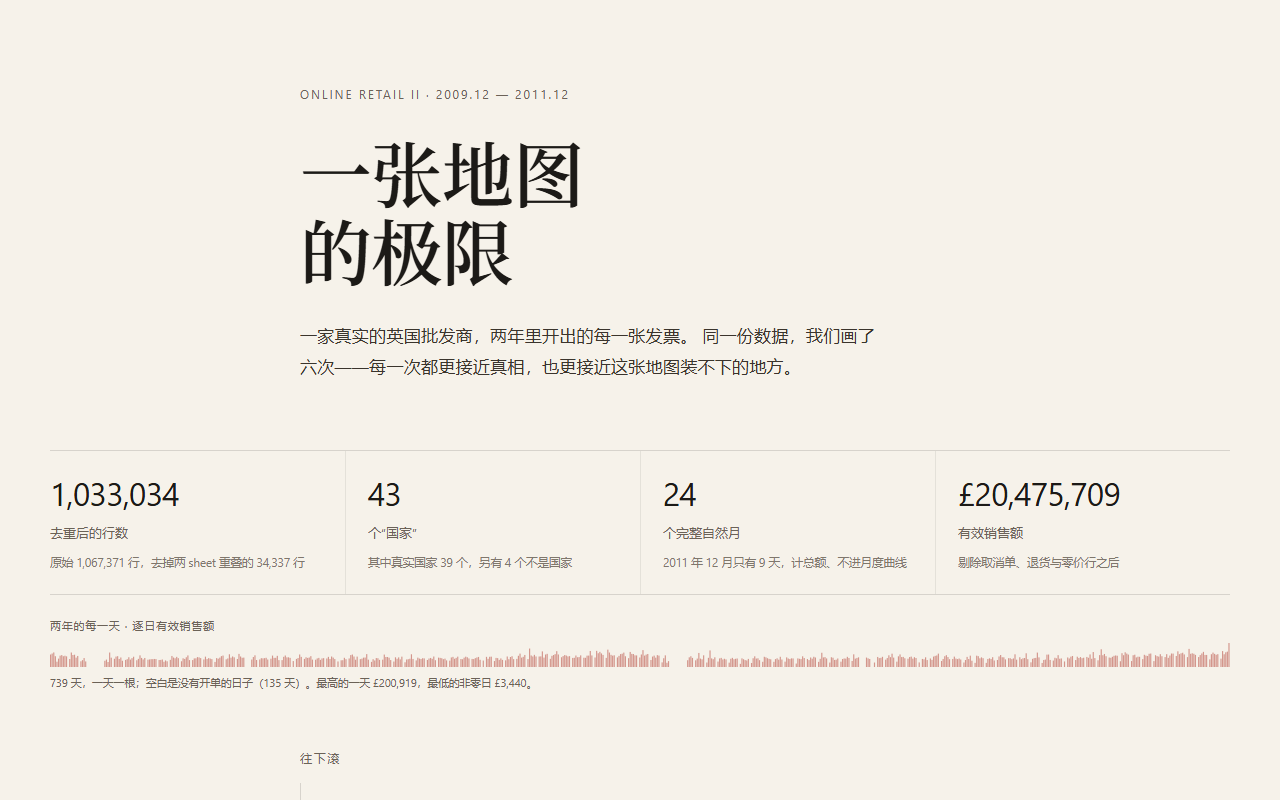 ONLINE RETAIL II · 2009.12 — 2011.12
一张地图
的极限
一家真实的英国批发商，两年里开出的每一张发票。 同一份数据，我们画了
六次——每一次都更接近真相，也更接近这张地图装不下的地方。
1,033,034
去重后的行数
原始 1,067,371 行，去掉两 sheet 重叠的 34,337 行
43
个“国家”
其中真实国家 39 个，另有 4 个不是国家
24
个完整自然月
2011 年 12 月只有 9 天，计总额、不进月度曲线
£20,475,709
有效销售额
剔除取消单、退货与零价行之后
两年的每一天 · 逐日有效销售额
739 天，一天一根；空白是没有开单的日子（135 天）。最高的一天 £200,919，最低的非零日 £3,440。
往下滚